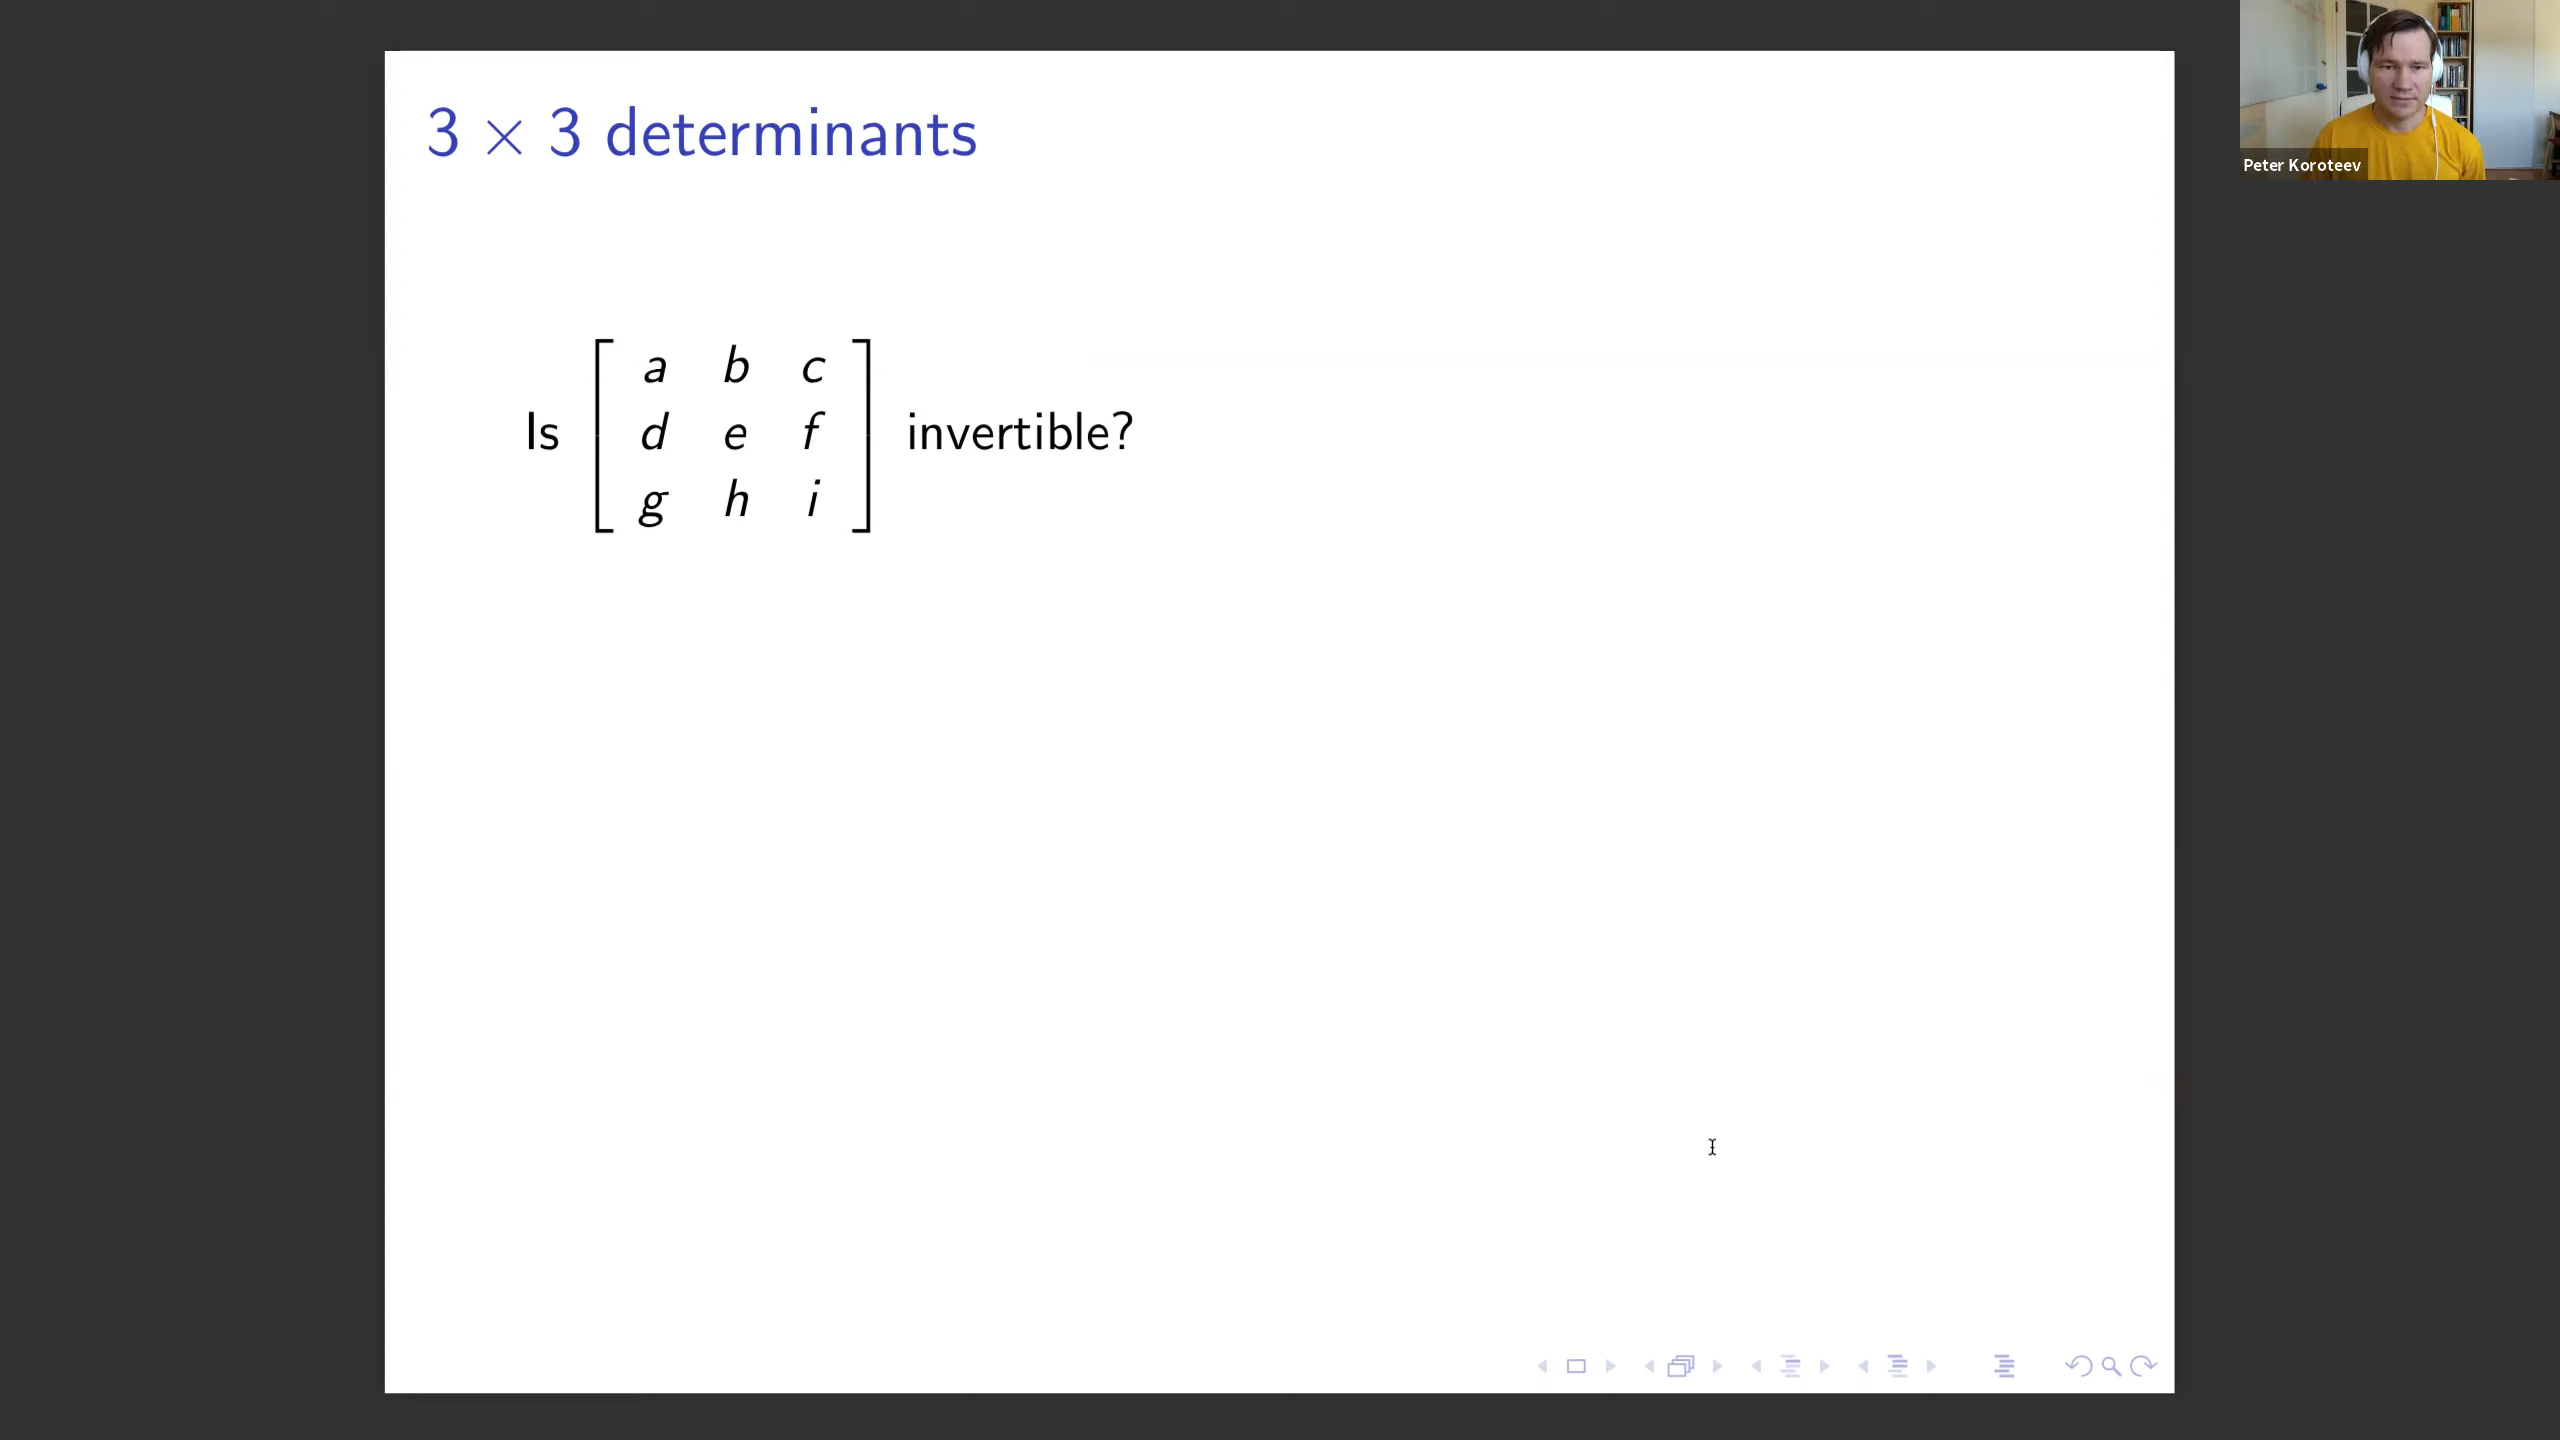 3 × 3 determinants
Peter Koroteev
a b c
Is d e f invertible?
g h i